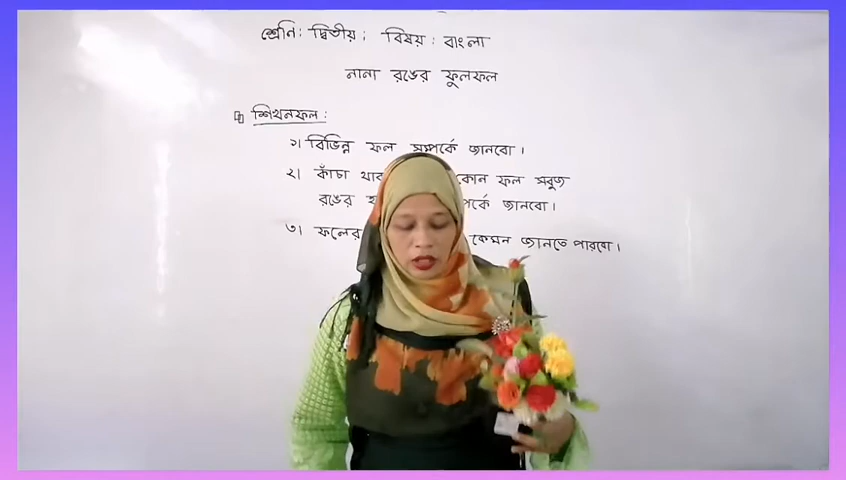 শ্রেনি: দ্বিতীয়; বিষয়: বাংলা
নানা রঙের ফুলফল
শিখনফল:
১। বিভিন্ন ফল সম্পর্কে জানবো।
২। কাঁচা কোন ফল সবুজ
রঙের জানবো।
৩। ফলের কেমন জানতে পারবো।